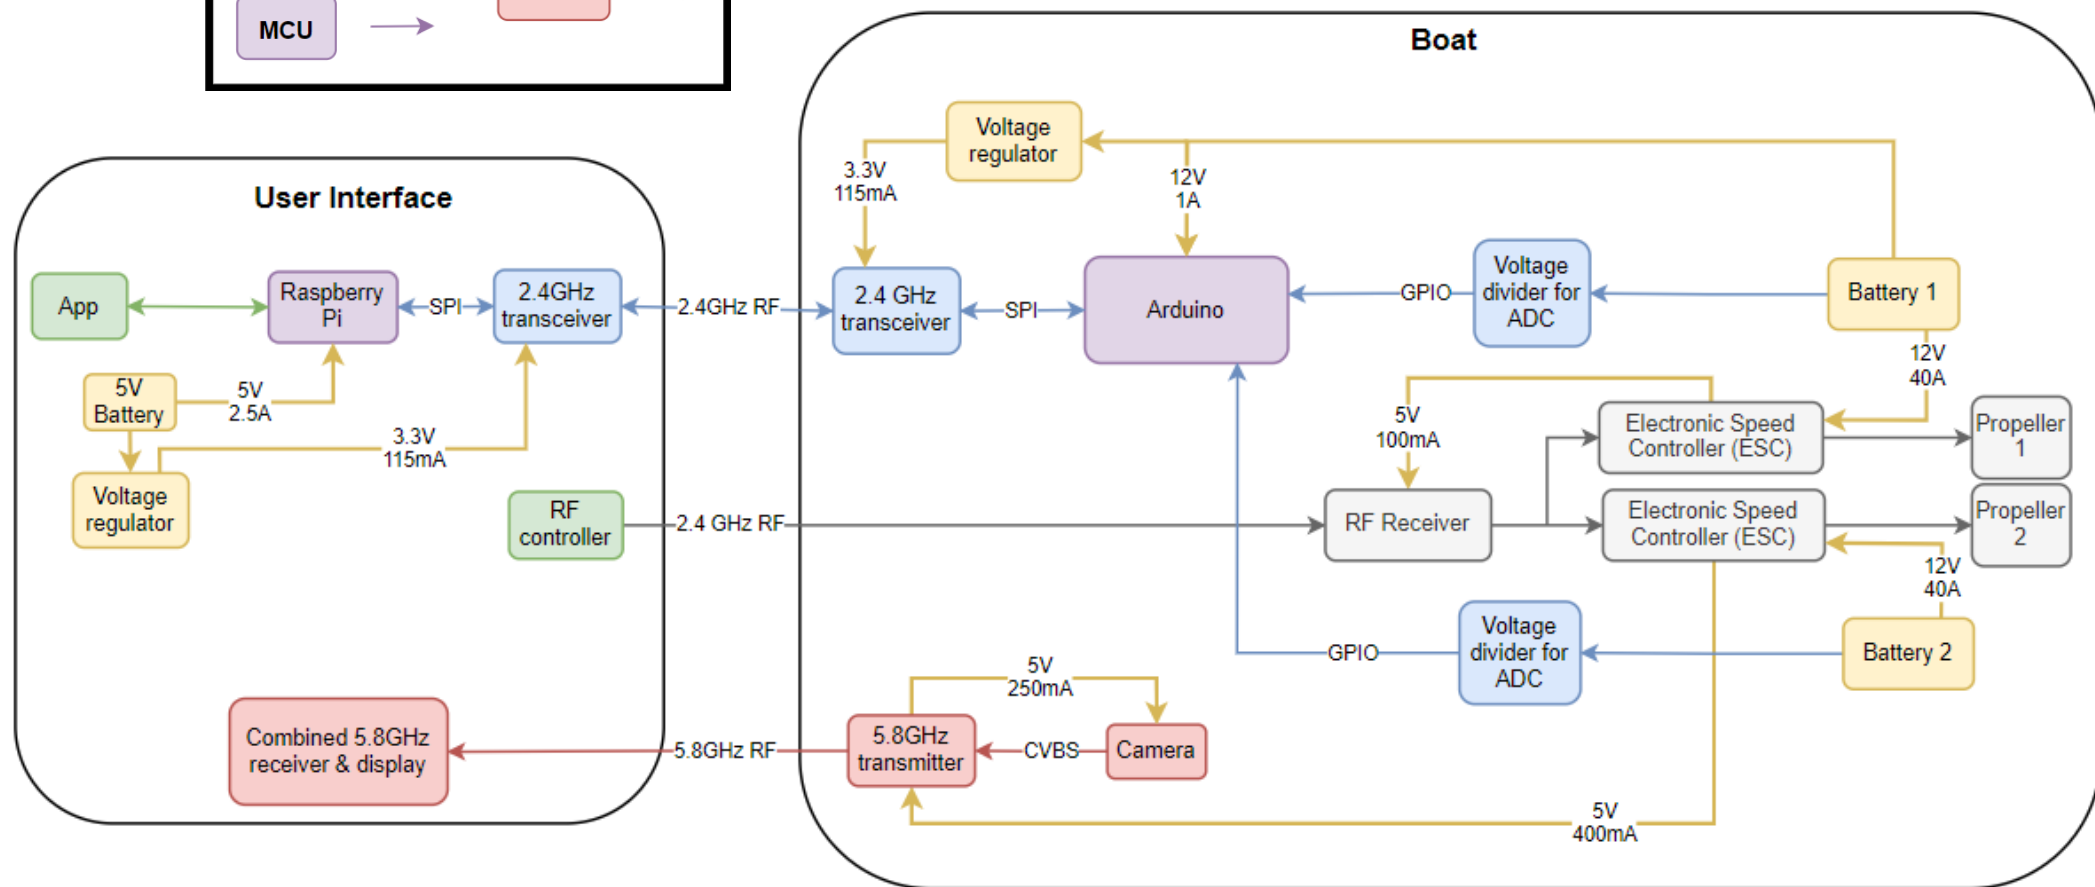 MCU
Boat
Voltage
regulator
3.3V
115mA
12V
1A
User Interface
App
Raspberry
Pi
SPI
2.4GHz
transceiver
2.4GHz RF
2.4 GHz
transceiver
SPI
Arduino
GPIO
Voltage
divider for
ADC
Battery 1
12V
40A
5V
Battery
5V
2.5A
3.3V
115mA
Voltage
regulator
5V
100mA
Electronic Speed
Controller (ESC)
Propeller
1
RF
controller
2.4 GHz RF
RF Receiver
Electronic Speed
Controller (ESC)
Propeller
2
12V
40A
GPIO
Voltage
divider for
ADC
Battery 2
5V
250mA
Combined 5.8GHz
receiver & display
5.8GHz RF
5.8GHz
transmitter
CVBS
Camera
5V
400mA